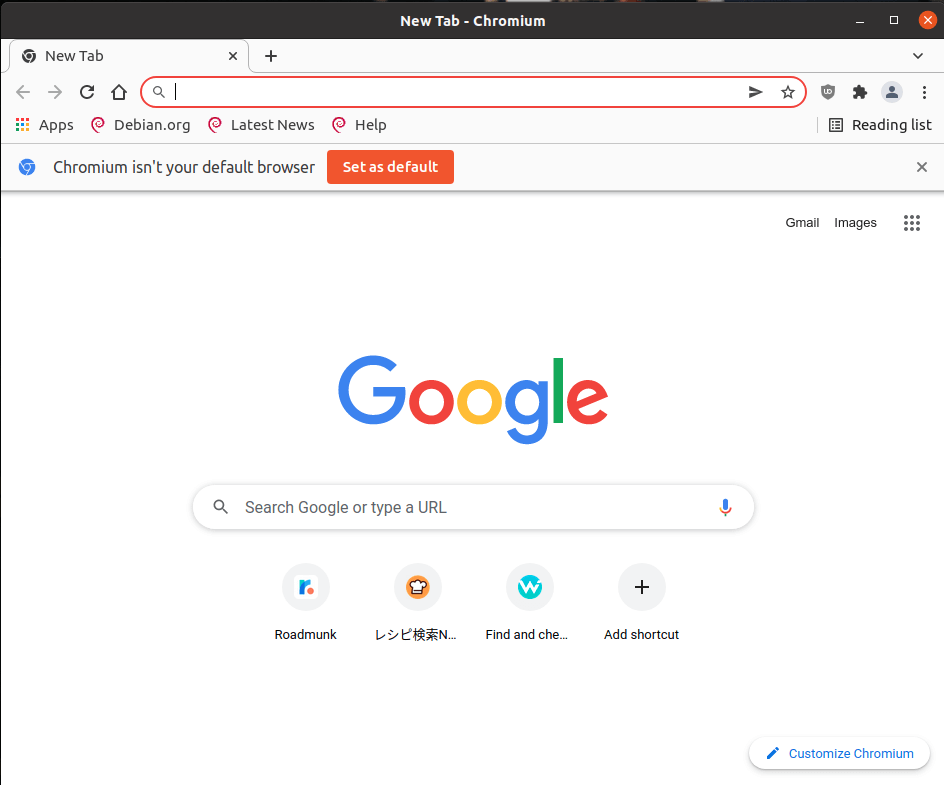 New Tab - Chromium
New Tab
Apps Debian.org Latest News Help Reading list
Chromium isn't your default browser Set as default
Gmail Images
Google
Search Google or type a URL
Roadmunk レシピ検索N... Find and che... Add shortcut
Customize Chromium